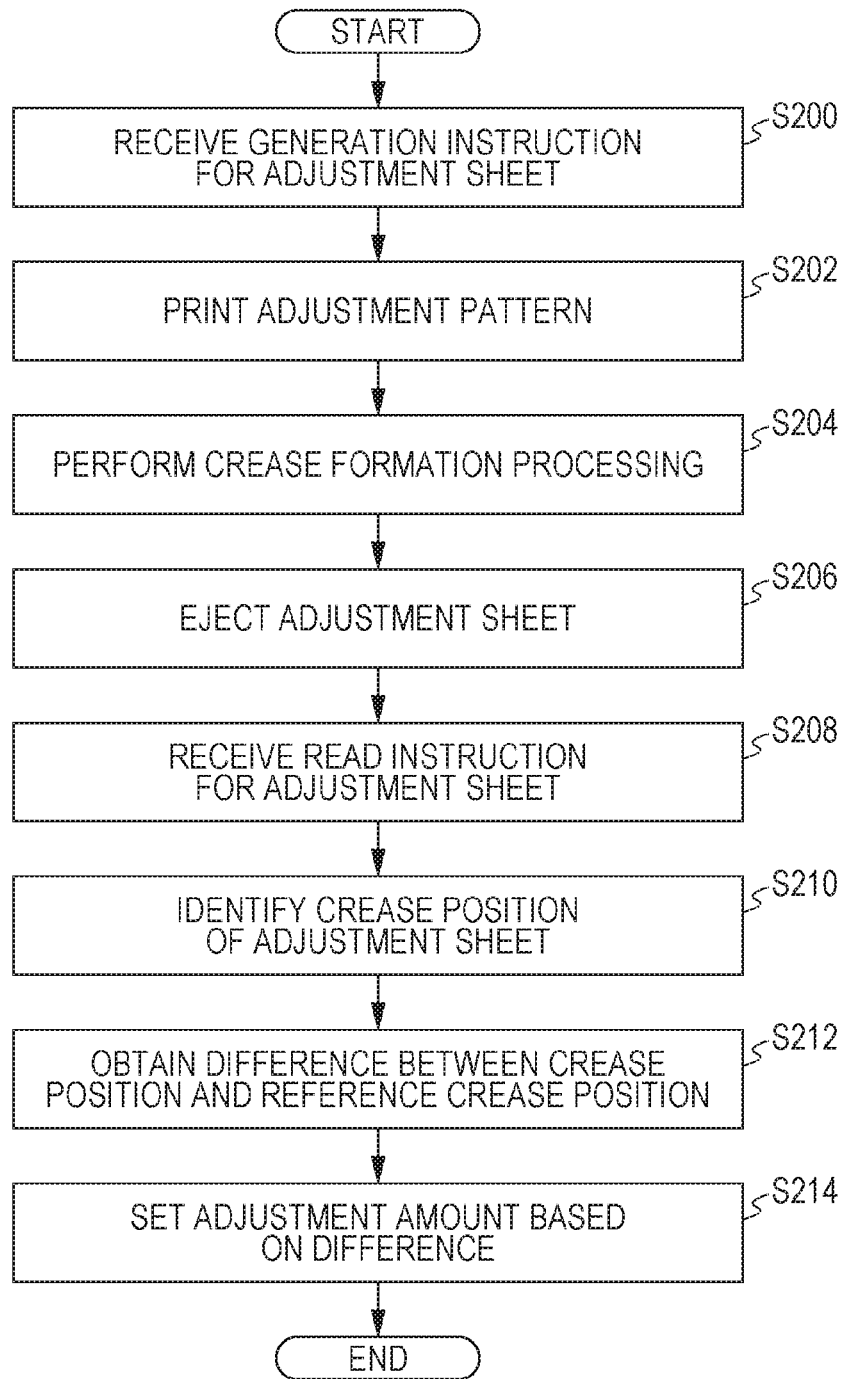 START
S200
RECEIVE GENERATION INSTRUCTION
FOR ADJUSTMENT SHEET
S202
PRINT ADJUSTMENT PATTERN
S204
PERFORM CREASE FORMATION PROCESSING
S206
EJECT ADJUSTMENT SHEET
S208
RECEIVE READ INSTRUCTION
FOR ADJUSTMENT SHEET
S210
IDENTIFY CREASE POSITION
OF ADJUSTMENT SHEET
S212
OBTAIN DIFFERENCE BETWEEN CREASE
POSITION AND REFERENCE CREASE POSITION
S214
SET ADJUSTMENT AMOUNT BASED
ON DIFFERENCE
END